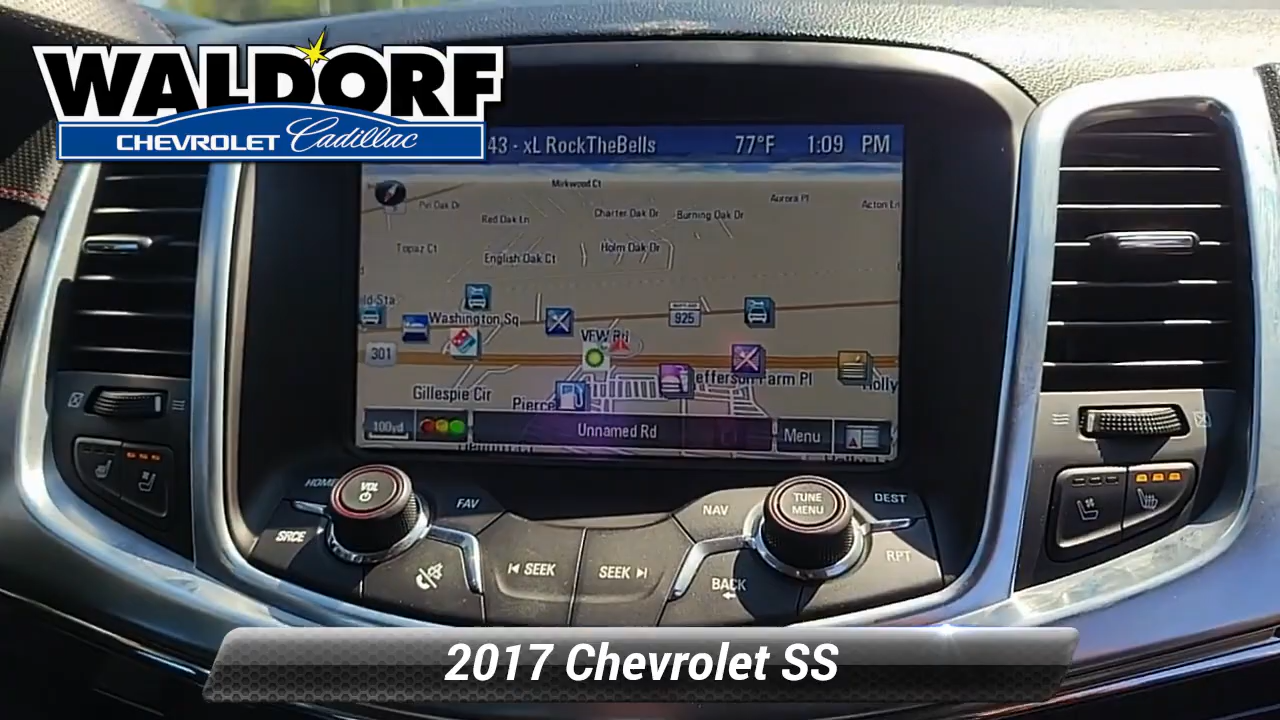 WALDORF
CHEVROLET Cadillac
43 - xL RockTheBells 77°F 1:09 PM
Mirkwood Ct
Aurora Pl
Pin Oak Dr
Red Oak Ln
Charter Oak Dr
Burning Oak Dr
Acton Ln
Topaz Ct
English Oak Ct
Holm Oak Dr
Washington Sq
925
VFW Rd
301
Jefferson Farm Pl
Holly
Gillespie Cir
Pierce
100yd
Unnamed Rd
Menu
HOME
VOL
FAV
SRCE
SEEK
SEEK
NAV
TUNE
MENU
DEST
BACK
RPT
2017 Chevrolet SS